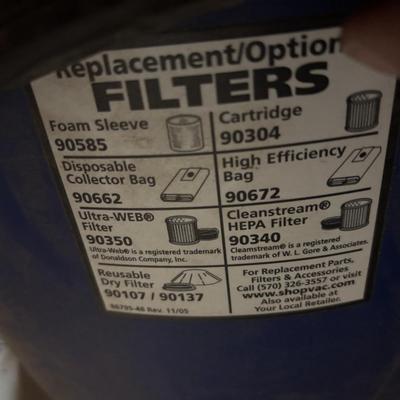 Replacement/Option
FILTERS
Foam Sleeve
90585
Cartridge
90304
Disposable
Collector Bag
90662
High Efficiency
Bag
90672
Ultra-WEB®
Filter
90350
Ultra-Web® is a registered trademark
of Donaldson Company, Inc.
Cleanstream®
HEPA Filter
90340
Cleanstream® is a registered
trademark of W. L. Gore & Associates.
Reusable
Dry Filter
90107 / 90137
For Replacement Parts,
Filters & Accessories
Call (570) 326-3557 or visit
www.shopvac.com
Also available at
Your Local Retailer.
86795-48 Rev. 11/05